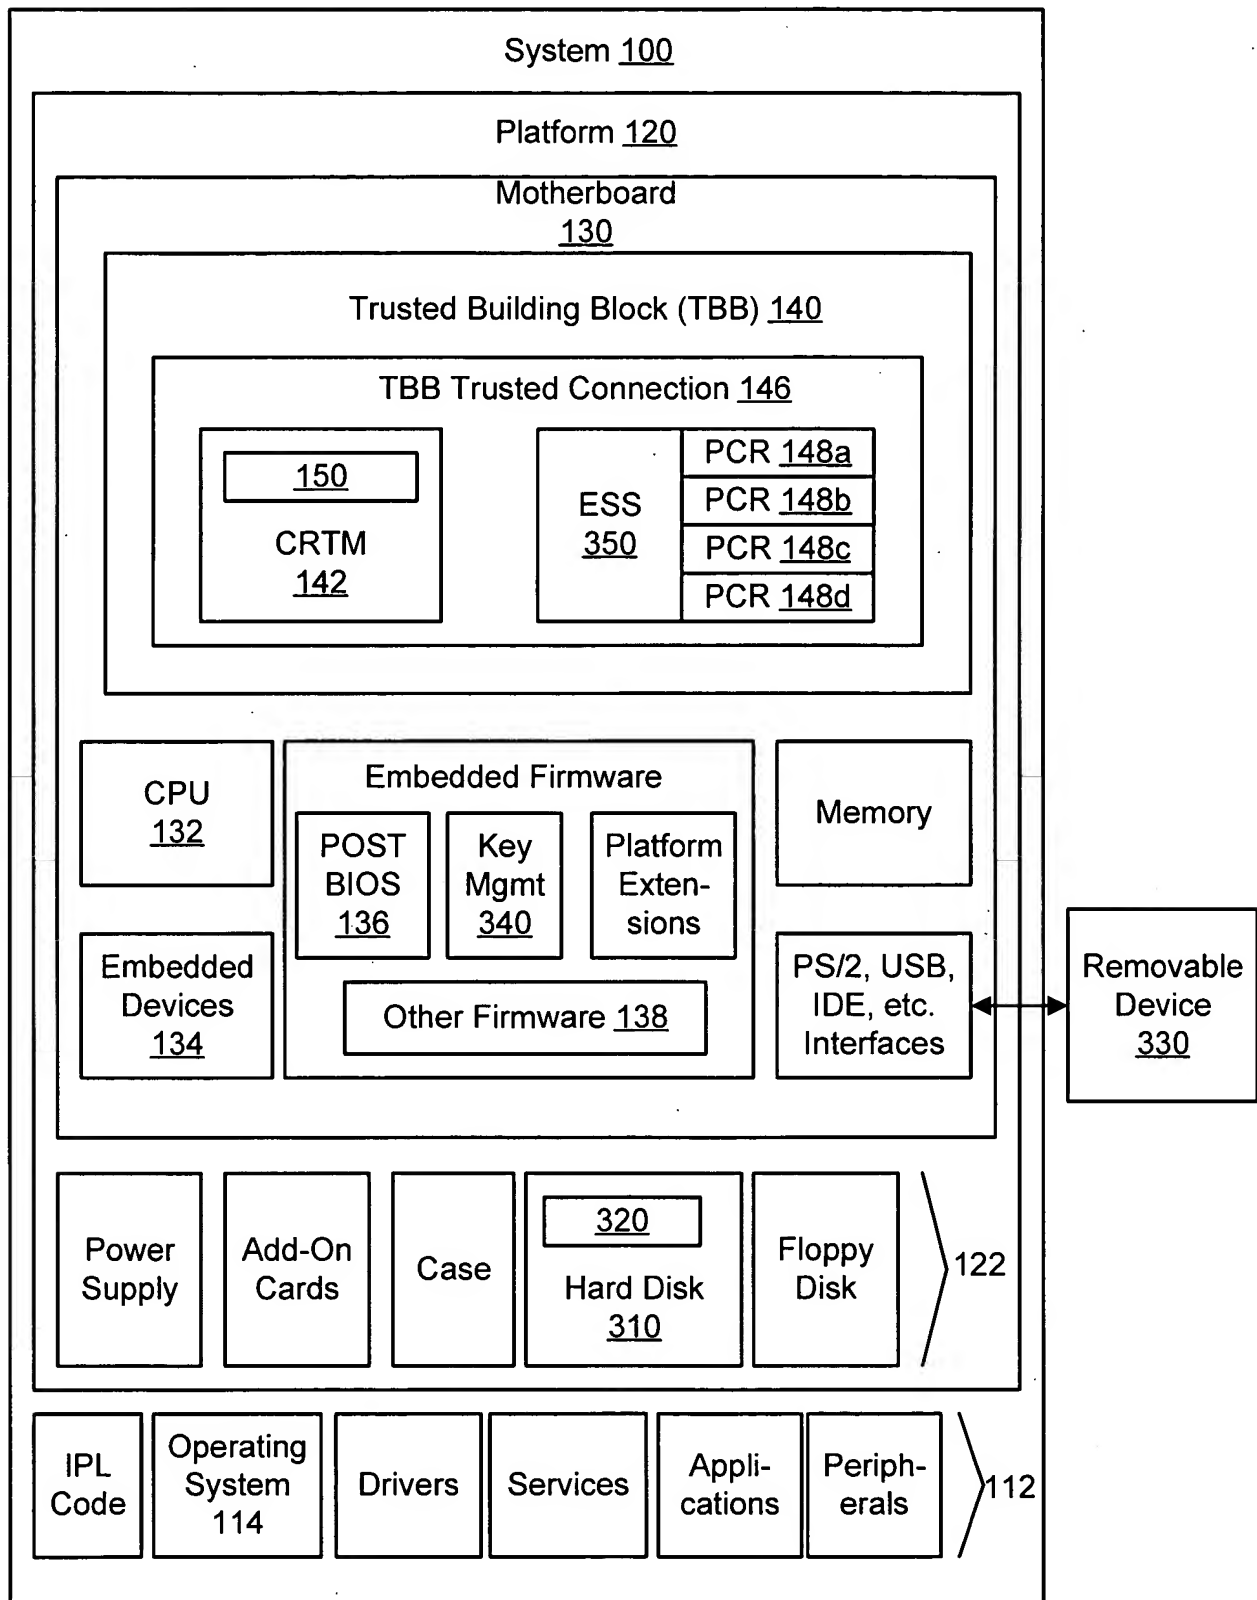 System 100
Platform 120
Motherboard
130
Trusted Building Block (TBB) 140
TBB Trusted Connection 146
150
CRTM
142
ESS
350
PCR 148a
PCR 148b
PCR 148c
PCR 148d
CPU
132
Embedded Firmware
POST
BIOS
136
Key
Mgmt
340
Platform
Exten-
sions
Memory
Embedded
Devices
134
Other Firmware 138
PS/2, USB,
IDE, etc.
Interfaces
Removable
Device
330
Power
Supply
Add-On
Cards
Case
320
Hard Disk
310
Floppy
Disk
122
IPL
Code
Operating
System
114
Drivers
Services
Appli-
cations
Periph-
erals
112